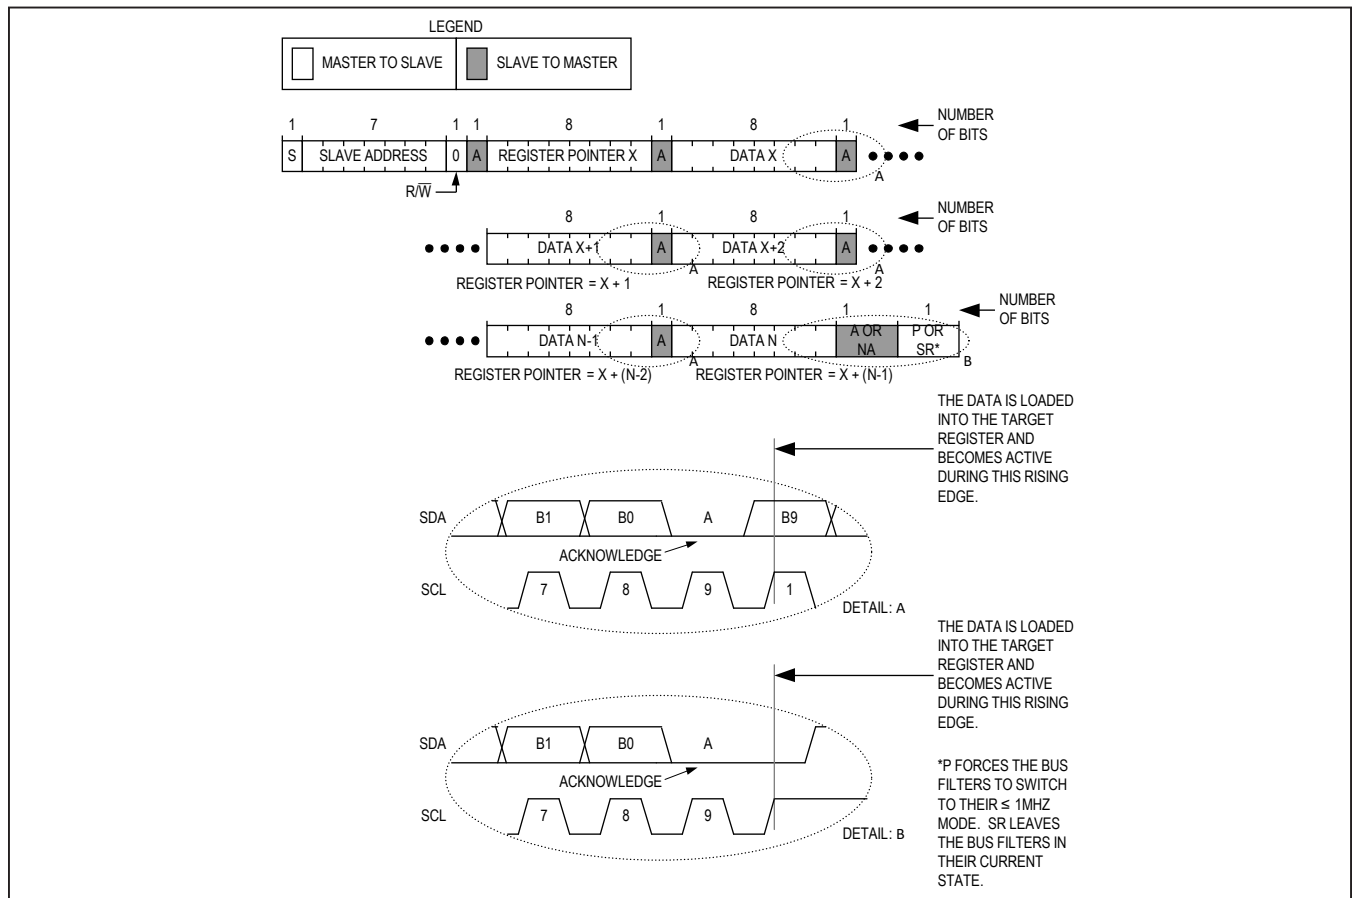 LEGEND
MASTER TO SLAVE
SLAVE TO MASTER
1 7 1 1 8 1 8 1
NUMBER
OF BITS
S SLAVE ADDRESS 0 A REGISTER POINTER X A DATA X A
A
R/W̅
8 1 8 1
NUMBER
OF BITS
DATA X+1 A DATA X+2 A
A A
REGISTER POINTER = X + 1 REGISTER POINTER = X + 2
8 1 8 1 1
NUMBER
OF BITS
DATA N-1 A DATA N A OR NA P OR SR*
A B
REGISTER POINTER = X + (N-2) REGISTER POINTER = X + (N-1)
THE DATA IS LOADED
INTO THE TARGET
REGISTER AND
BECOMES ACTIVE
DURING THIS RISING
EDGE.
SDA B1 B0 A B9
ACKNOWLEDGE
SCL 7 8 9 1
DETAIL: A
THE DATA IS LOADED
INTO THE TARGET
REGISTER AND
BECOMES ACTIVE
DURING THIS RISING
EDGE.
SDA B1 B0 A
ACKNOWLEDGE
SCL 7 8 9
DETAIL: B
*P FORCES THE BUS
FILTERS TO SWITCH
TO THEIR ≤ 1MHZ
MODE. SR LEAVES
THE BUS FILTERS IN
THEIR CURRENT
STATE.